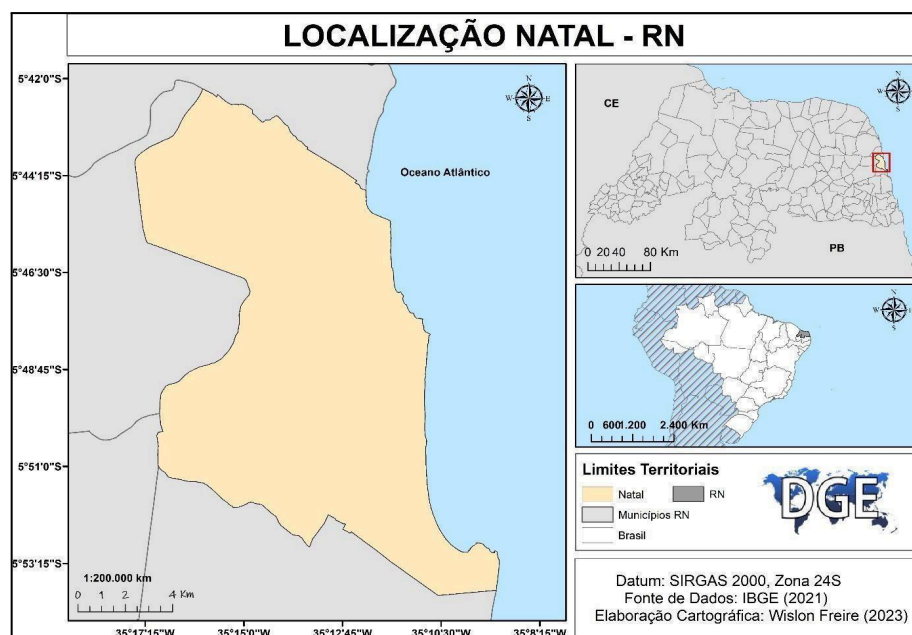 LOCALIZAÇÃO NATAL - RN
5°42'0"S
5°44'15"S
5°46'30"S
5°48'45"S
5°51'0"S
5°53'15"S
N
W E
S
Oceano Atlântico
1:200.000 km
0 1 2 4 Km
35°17'15"W 35°15'0"W 35°12'45"W 35°10'30"W 35°8'15"W
CE
N
W E
S
PB
0 20 40 80 Km
N
W E
S
0 600 1.200 2.400 Km
Limites Territoriais
Natal RN
Municípios RN
Brasil
DGE
Datum: SIRGAS 2000, Zona 24S
Fonte de Dados: IBGE (2021)
Elaboração Cartográfica: Wislon Freire (2023)